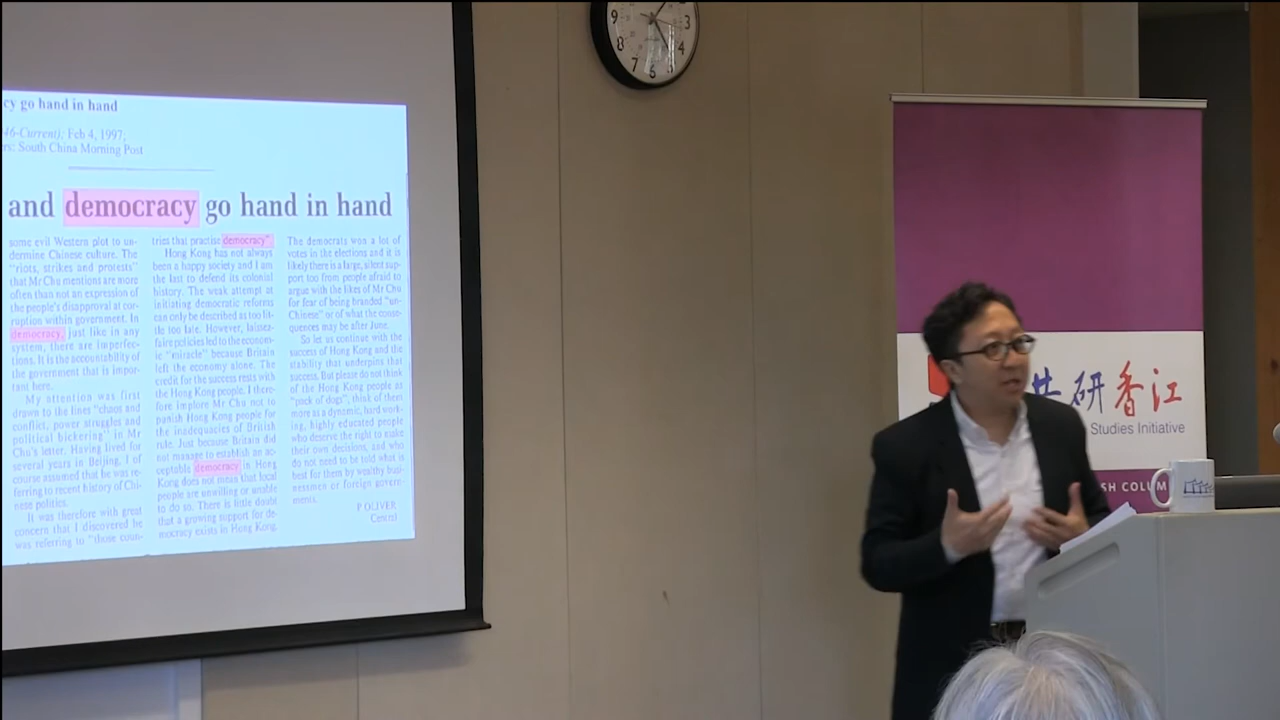 cy go hand in hand
46-Current); Feb 4, 1997;
rs: South China Morning Post
and democracy go hand in hand
some evil Western plot to un-
dermine Chinese culture. The
"riots, strikes and protests"
that Mr Chu mentions are more
often than not an expression of
the people's disapproval at cor-
ruption within government. In
democracy, just like in any
system, there are imperfec-
tions. It is the accountability of
the government that is impor-
tant here.
My attention was first
drawn to the lines "chaos and
conflict, power struggles and
political bickering" in Mr
Chu's letter. Having lived for
several years in Beijing, I of
course assumed that he was re-
ferring to recent history of Chi-
nese politics.
It was therefore with great
concern that I discovered he
was referring to "those coun-
tries that practise democracy".
Hong Kong has not always
been a happy society and I am
the last to defend its colonial
history. The weak attempt at
initiating democratic reforms
can only be described as too lit-
tle too late. However, laissez-
faire policies led to the econom-
ic "miracle" because Britain
left the economy alone. The
credit for the success rests with
the Hong Kong people. I there-
fore implore Mr Chu not to
punish Hong Kong people for
the inadequacies of British
rule. Just because Britain did
not manage to establish an ac-
ceptable democracy in Hong
Kong does not mean that local
people are unwilling or unable
to do so. There is little doubt
that a growing support for de-
mocracy exists in Hong Kong.
The democrats won a lot of
votes in the elections and it is
likely there is a large, silent sup-
port too from people afraid to
argue with the likes of Mr Chu
for fear of being branded "un-
Chinese" or of what the conse-
quences may be after June.
So let us continue with the
success of Hong Kong and the
stability that underpins that
success. But please do not think
of the Hong Kong people as
"pack of dogs", think of them
more as a dynamic, hard work-
ing, highly educated people
who deserve the right to make
their own decisions, and who
do not need to be told what is
best for them by wealthy busi-
nessmen or foreign govern-
ments.
P OLIVER
Central
9 3
8 4
7 6 5
共研香江
Studies Initiative
SH COLUM